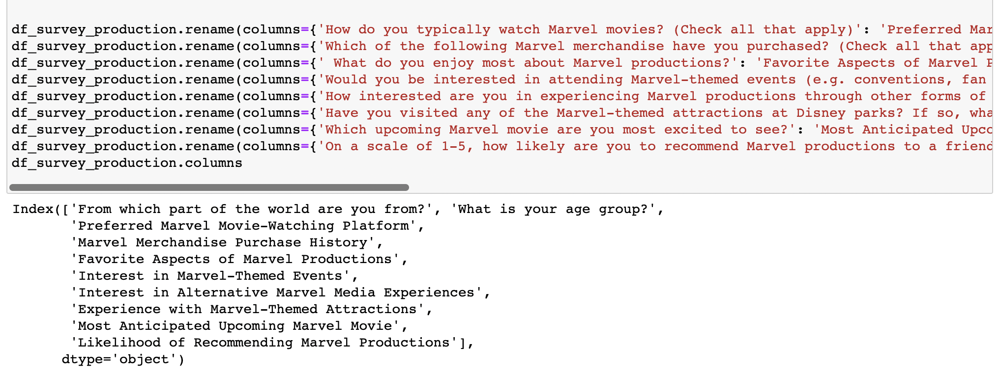 df_survey_production.rename(columns={'How do you typically watch Marvel movies? (Check all that apply)': 'Preferred Mar
df_survey_production.rename(columns={'Which of the following Marvel merchandise have you purchased? (Check all that app
df_survey_production.rename(columns={' What do you enjoy most about Marvel productions?': 'Favorite Aspects of Marvel P
df_survey_production.rename(columns={'Would you be interested in attending Marvel-themed events (e.g. conventions, fan
df_survey_production.rename(columns={'How interested are you in experiencing Marvel productions through other forms of
df_survey_production.rename(columns={'Have you visited any of the Marvel-themed attractions at Disney parks? If so, wha
df_survey_production.rename(columns={'Which upcoming Marvel movie are you most excited to see?': 'Most Anticipated Upco
df_survey_production.rename(columns={'On a scale of 1-5, how likely are you to recommend Marvel productions to a friend
df_survey_production.columns
Index(['From which part of the world are you from?', 'What is your age group?',
'Preferred Marvel Movie-Watching Platform',
'Marvel Merchandise Purchase History',
'Favorite Aspects of Marvel Productions',
'Interest in Marvel-Themed Events',
'Interest in Alternative Marvel Media Experiences',
'Experience with Marvel-Themed Attractions',
'Most Anticipated Upcoming Marvel Movie',
'Likelihood of Recommending Marvel Productions'],
dtype='object')